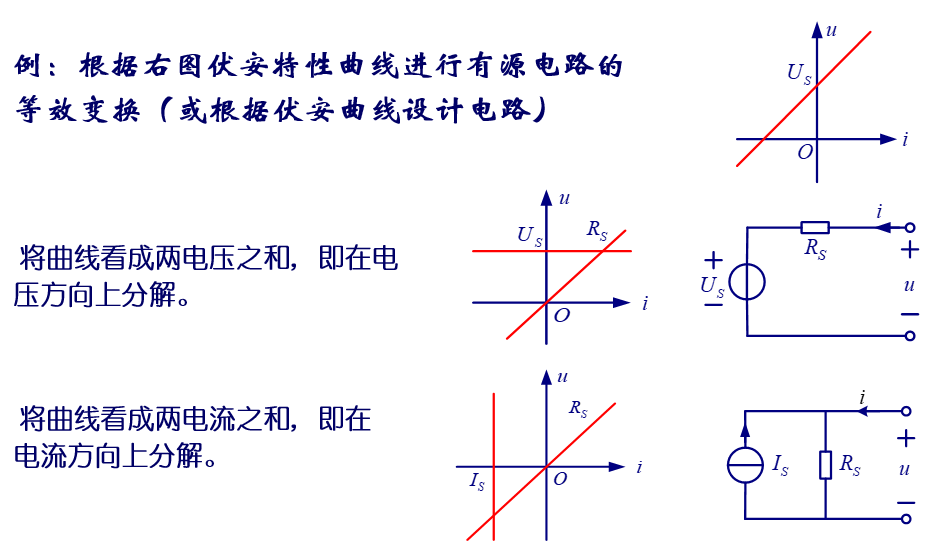 例：根据右图伏安特性曲线进行有源电路的
等效变换（或根据伏安曲线设计电路）
u
U_S
O
i
将曲线看成两电压之和，即在电
压方向上分解。
u
U_S
R_S
O
i
i
R_S
+
+
U_S
u
−
−
将曲线看成两电流之和，即在
电流方向上分解。
u
R_S
I_S
O
i
i
+
I_S
R_S
u
−